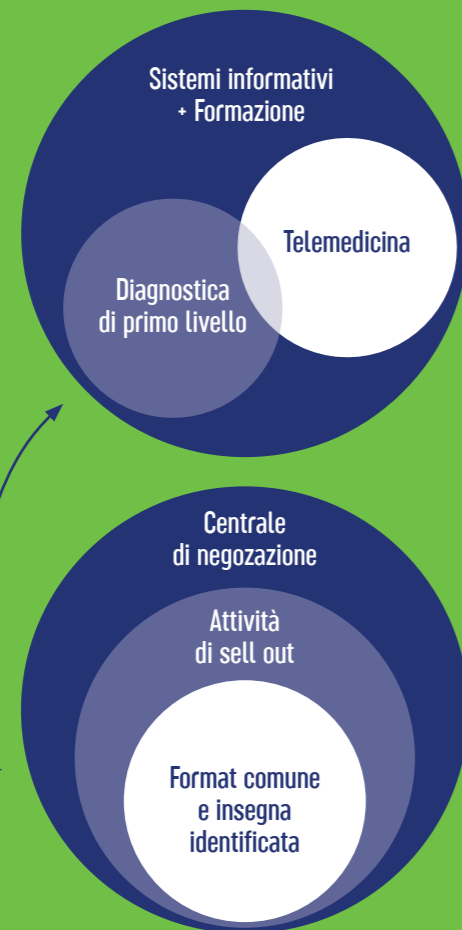 Sistemi informativi
+ Formazione
Telemedicina
Diagnostica
di primo livello
Centrale
di negozazione
Attività
di sell out
Format comune
e insegna
identificata